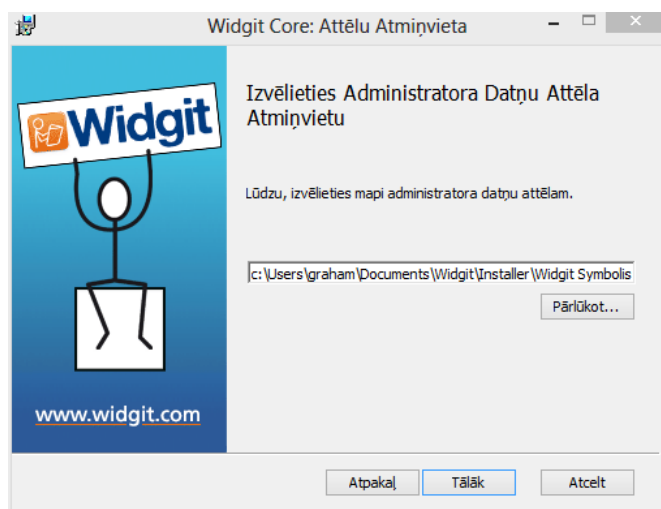 Widgit Core: Attēlu Atmiņvieta
Widgit
Izvēlieties Administratora Datņu Attēla
Atmiņvietu
Lūdzu, izvēlieties mapi administratora datņu attēlam.
c:\Users\graham\Documents\Widgit\Installer\Widgit Symbolis
Pārlūkot...
www.widgit.com
Atpakaļ
Tālāk
Atcelt